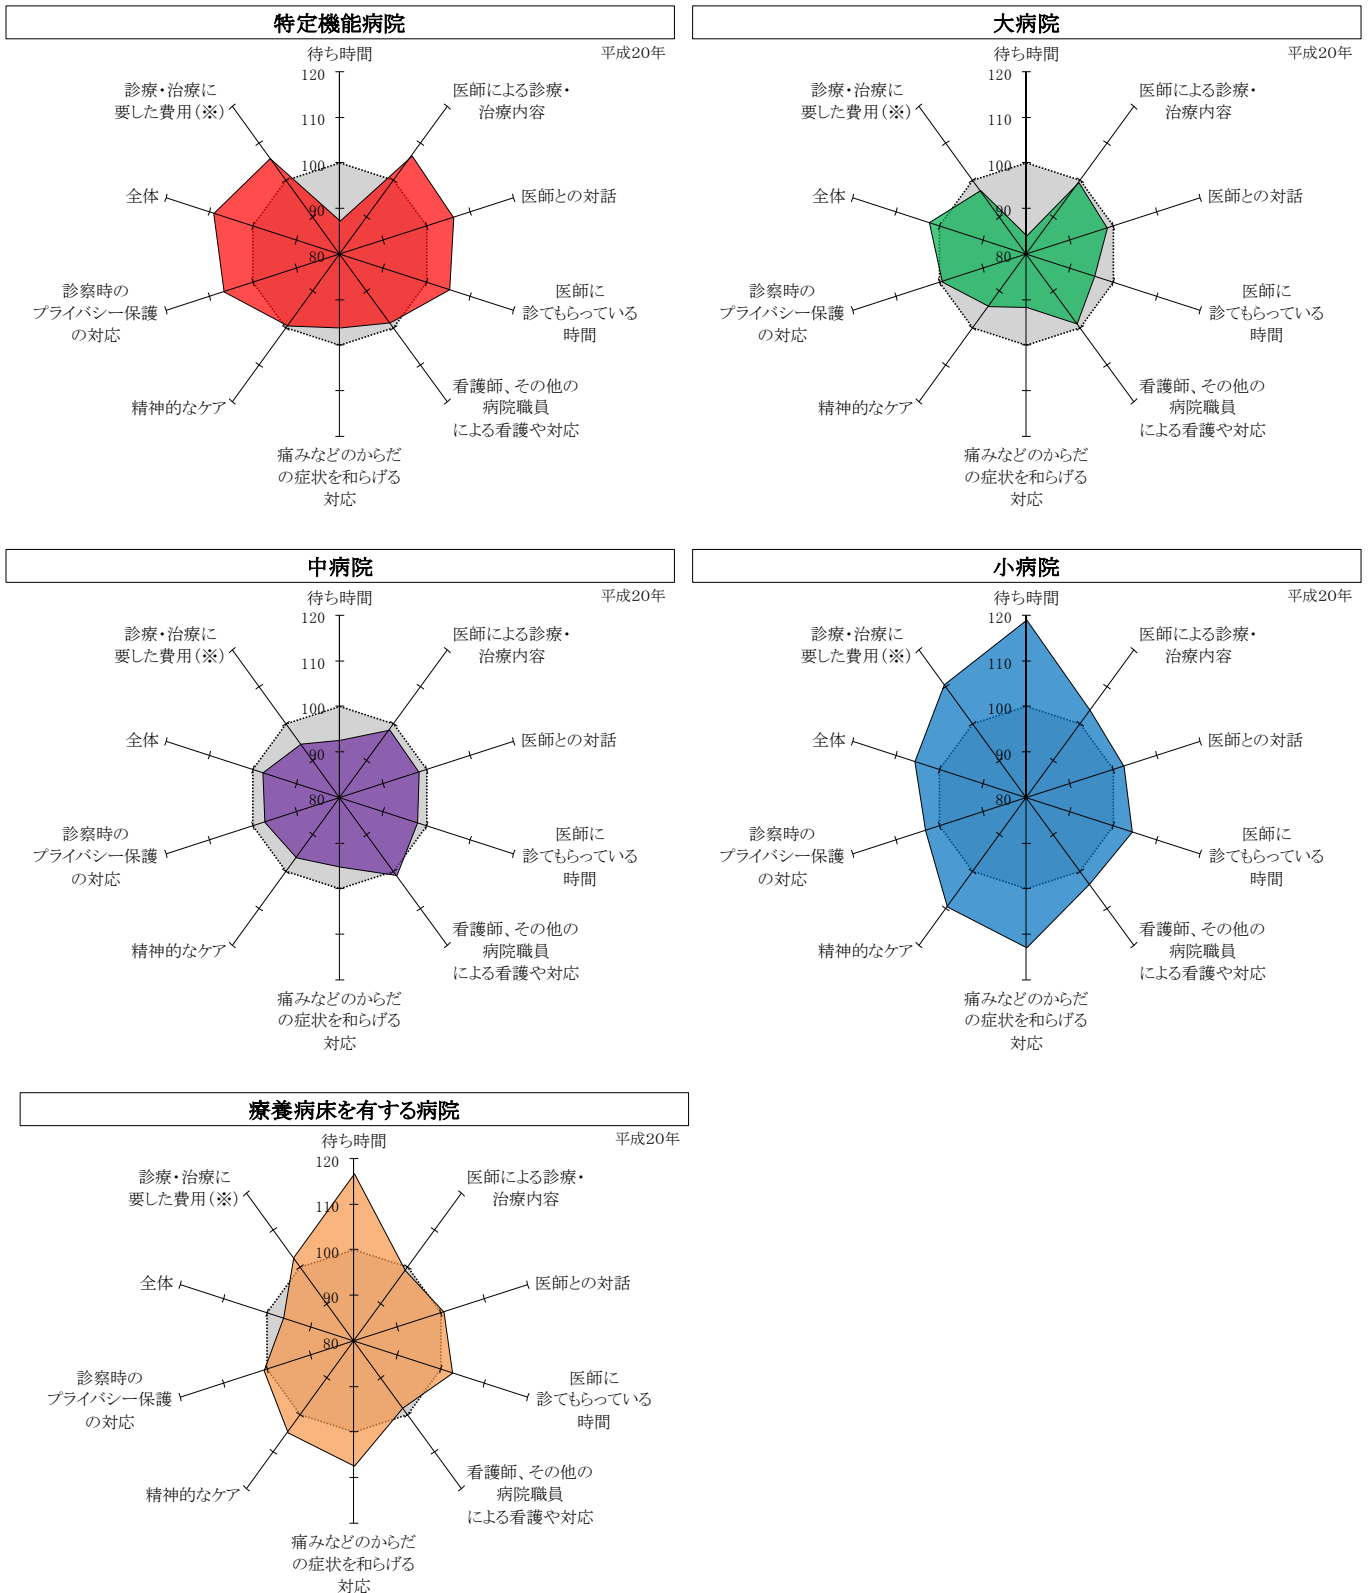 特定機能病院
平成20年
待ち時間
120
110
100
90
80
医師による診療・
治療内容
医師との対話
医師に
診てもらっている
時間
看護師、その他の
病院職員
による看護や対応
痛みなどのからだ
の症状を和らげる
対応
精神的なケア
診察時の
プライバシー保護
の対応
全体
診療・治療に
要した費用(※)
大病院
平成20年
待ち時間
120
110
100
90
80
医師による診療・
治療内容
医師との対話
医師に
診てもらっている
時間
看護師、その他の
病院職員
による看護や対応
痛みなどのからだ
の症状を和らげる
対応
精神的なケア
診察時の
プライバシー保護
の対応
全体
診療・治療に
要した費用(※)
中病院
平成20年
待ち時間
120
110
100
90
80
医師による診療・
治療内容
医師との対話
医師に
診てもらっている
時間
看護師、その他の
病院職員
による看護や対応
痛みなどのからだ
の症状を和らげる
対応
精神的なケア
診察時の
プライバシー保護
の対応
全体
診療・治療に
要した費用(※)
小病院
平成20年
待ち時間
120
110
100
90
80
医師による診療・
治療内容
医師との対話
医師に
診てもらっている
時間
看護師、その他の
病院職員
による看護や対応
痛みなどのからだ
の症状を和らげる
対応
精神的なケア
診察時の
プライバシー保護
の対応
全体
診療・治療に
要した費用(※)
療養病床を有する病院
平成20年
待ち時間
120
110
100
90
80
医師による診療・
治療内容
医師との対話
医師に
診てもらっている
時間
看護師、その他の
病院職員
による看護や対応
痛みなどのからだ
の症状を和らげる
対応
精神的なケア
診察時の
プライバシー保護
の対応
全体
診療・治療に
要した費用(※)